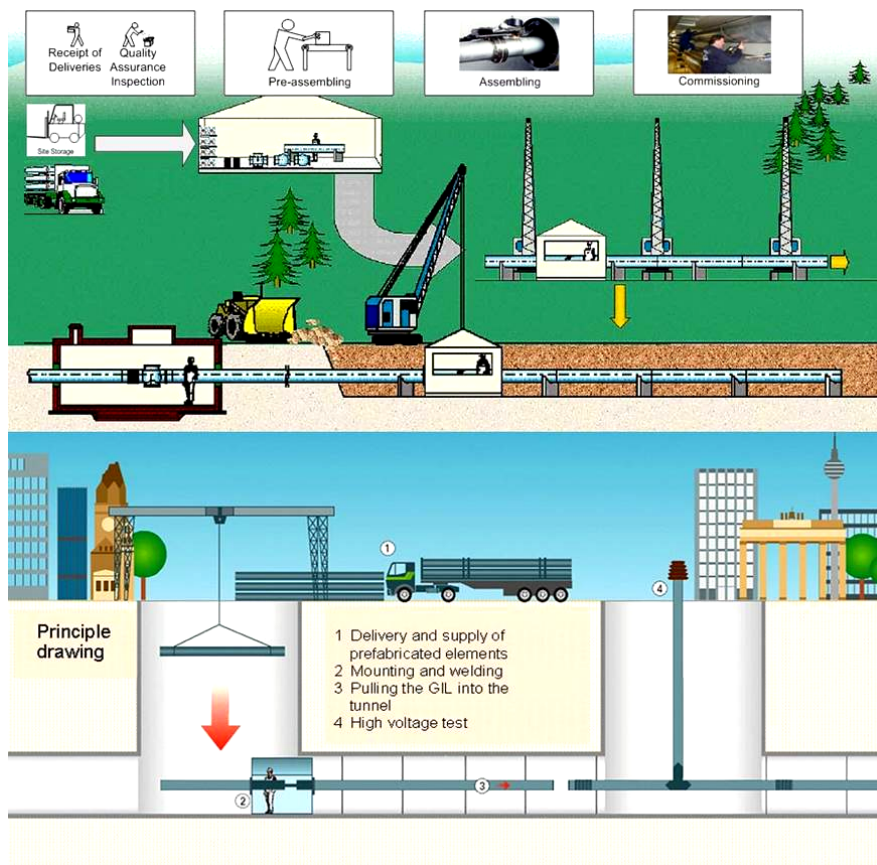 Receipt of
Deliveries
Quality
Assurance
Inspection
Pre-assembling
Assembling
Commissioning
Site Storage
1
4
Principle
drawing
1 Delivery and supply of
prefabricated elements
2 Mounting and welding
3 Pulling the GIL into the
tunnel
4 High voltage test
3
2